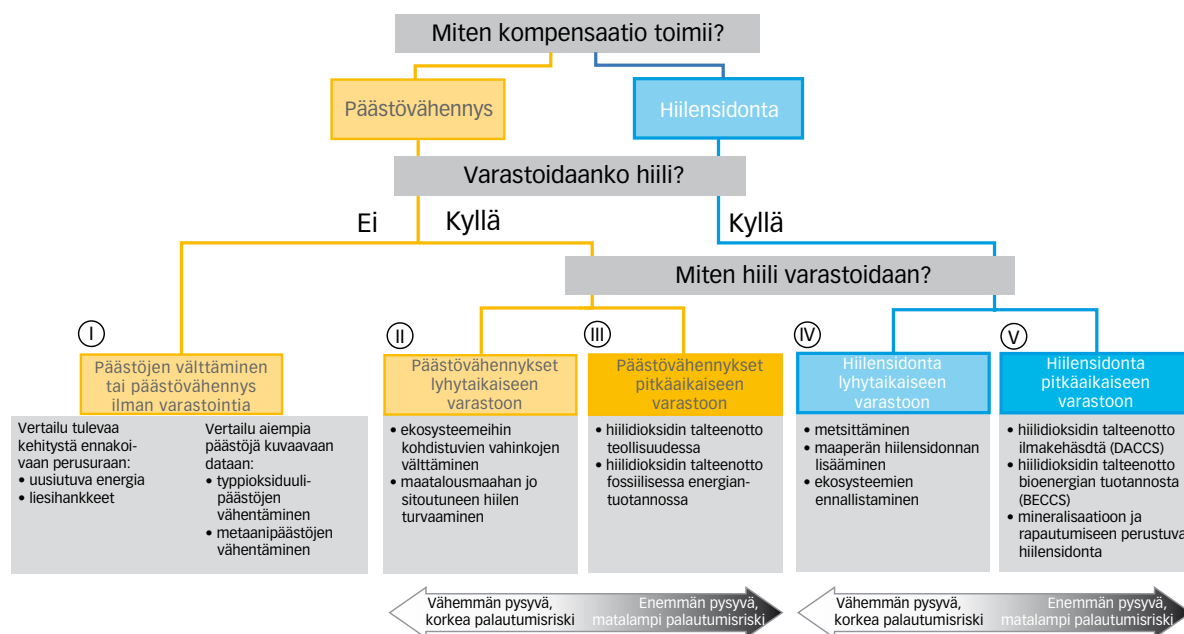 Miten kompensaatio toimii?
Päästövähennys
Hiilensidonta
Varastoidaanko hiili?
Ei
Kyllä
Kyllä
Miten hiili varastoidaan?
I
Päästöjen välttäminen
tai päästövähennys
ilman varastointia
Vertailu tulevaa
kehitystä ennakoi-
vaan perusuraan:
• uusiutuva energia
• liesihankkeet
Vertailu aiempia
päästöjä kuvaavaan
dataan:
• typpioksiduuli-
päästöjen
vähentäminen
• metaanipäästöjen
vähentäminen
II
Päästövähennykset
lyhytaikaiseen
varastoon
• ekosysteemeihin
kohdistuvien vahinkojen
välttäminen
• maatalousmaahan jo
sitoutuneen hiilen
turvaaminen
III
Päästövähennykset
pitkäaikaiseen
varastoon
• hiilidioksidin talteenotto
teollisuudessa
• hiilidioksidin talteenotto
fossiilisessa energian-
tuotannossa
IV
Hiilensidonta
lyhytaikaiseen
varastoon
• metsittäminen
• maaperän hiilensidonnan
lisääminen
• ekosysteemien
ennallistaminen
V
Hiilensidonta
pitkäaikaiseen
varastoon
• hiilidioksidin talteenotto
ilmakehäsdtä (DACCS)
• hiilidioksidin talteenotto
bioenergian tuotannosta
(BECCS)
• mineralisaatioon ja
rapautumiseen perustuva
hiilensidonta
Vähemmän pysyvä,
korkea palautumisriski
Enemmän pysyvä,
matalampi palautumisriski
Vähemmän pysyvä,
korkea palautumisriski
Enemmän pysyvä,
matalampi palautumisriski